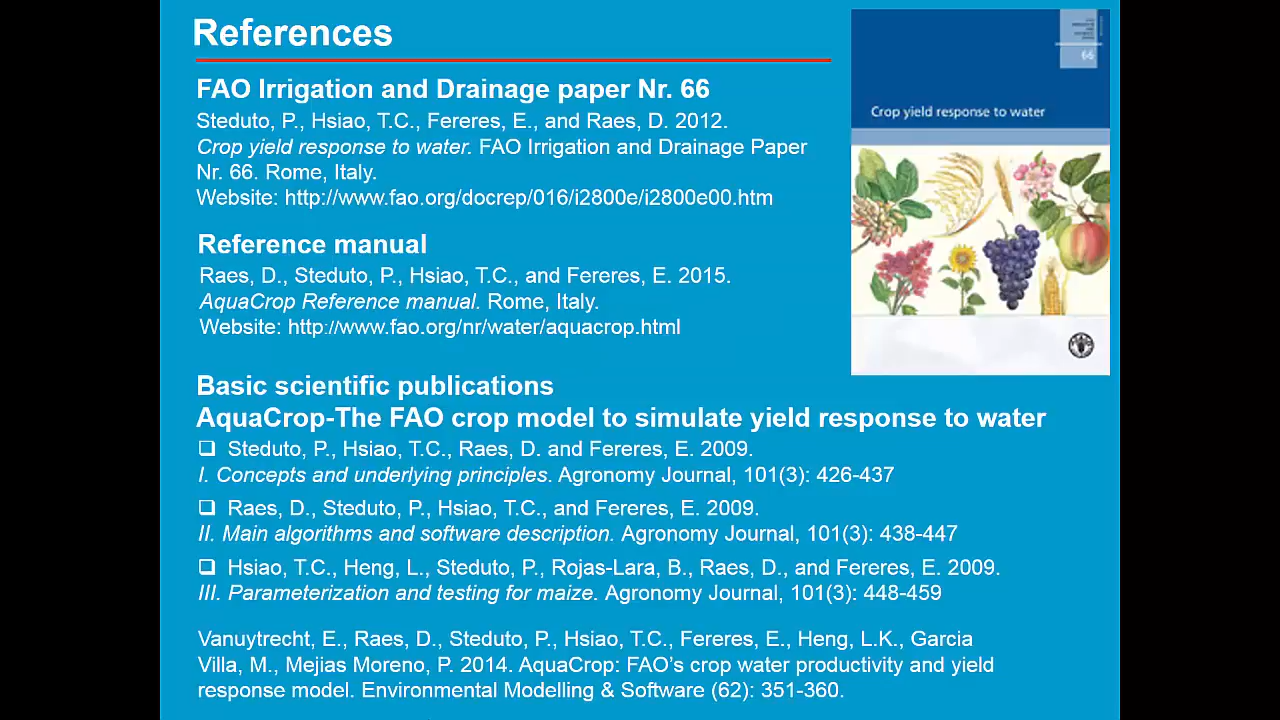 References
FAO Irrigation and Drainage paper Nr. 66
Steduto, P., Hsiao, T.C., Fereres, E., and Raes, D. 2012.
Crop yield response to water. FAO Irrigation and Drainage Paper
Nr. 66. Rome, Italy.
Website: http://www.fao.org/docrep/016/i2800e/i2800e00.htm
Reference manual
Raes, D., Steduto, P., Hsiao, T.C., and Fereres, E. 2015.
AquaCrop Reference manual. Rome, Italy.
Website: http://www.fao.org/nr/water/aquacrop.html
66
Crop yield response to water
Basic scientific publications
AquaCrop-The FAO crop model to simulate yield response to water
❑ Steduto, P., Hsiao, T.C., Raes, D. and Fereres, E. 2009.
I. Concepts and underlying principles. Agronomy Journal, 101(3): 426-437
❑ Raes, D., Steduto, P., Hsiao, T.C., and Fereres, E. 2009.
II. Main algorithms and software description. Agronomy Journal, 101(3): 438-447
❑ Hsiao, T.C., Heng, L., Steduto, P., Rojas-Lara, B., Raes, D., and Fereres, E. 2009.
III. Parameterization and testing for maize. Agronomy Journal, 101(3): 448-459
Vanuytrecht, E., Raes, D., Steduto, P., Hsiao, T.C., Fereres, E., Heng, L.K., Garcia
Villa, M., Mejias Moreno, P. 2014. AquaCrop: FAO's crop water productivity and yield
response model. Environmental Modelling & Software (62): 351-360.